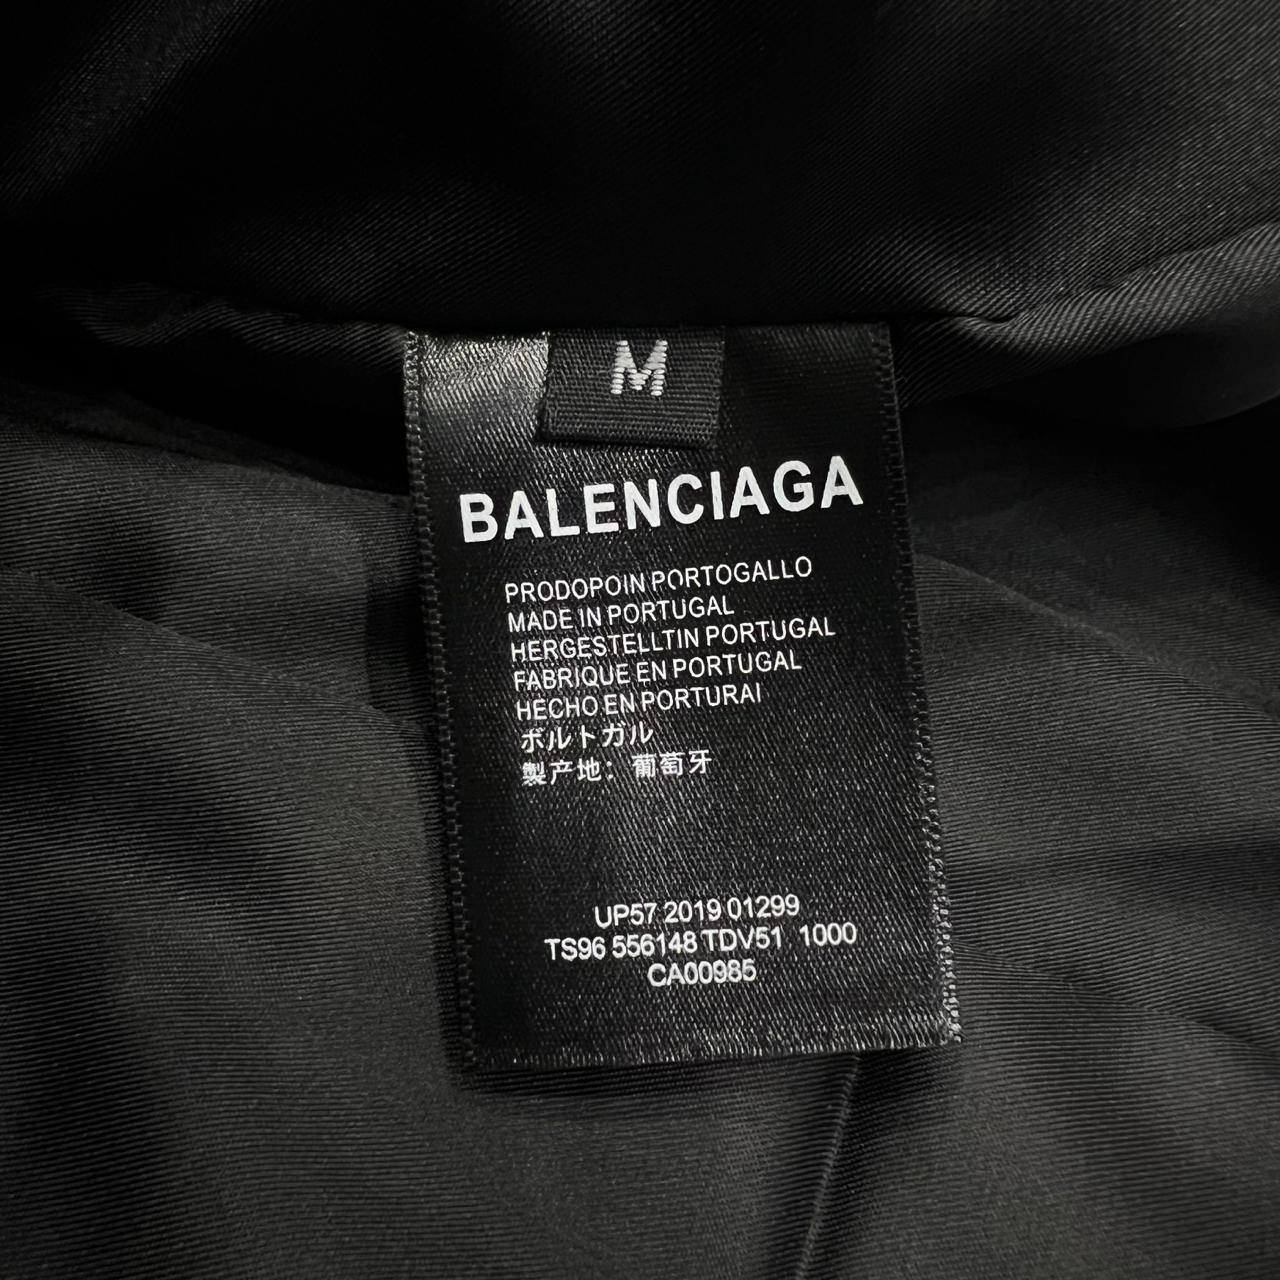 M
BALENCIAGA
PRODOPOIN PORTOGALLO
MADE IN PORTUGAL
HERGESTELLTIN PORTUGAL
FABRIQUE EN PORTUGAL
HECHO EN PORTURAI
ボルトガル
製产地：葡萄牙
UP57 2019 01299
TS96 556148 TDV51 1000
CA00985